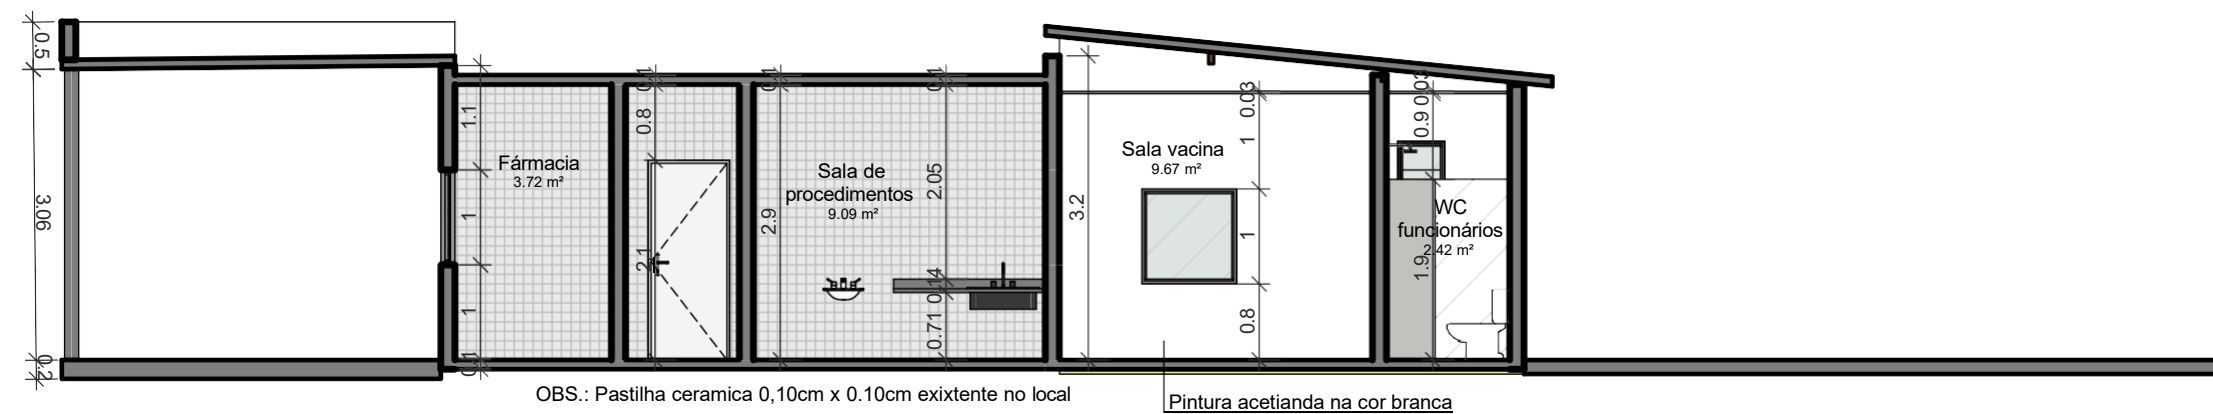 0.5
3.06
0.2
1.1
1
1
0.1
Fármacia
3.72 m²
0.1
0.8
2.1
0.1
2.9
Sala de
procedimentos
9.09 m²
0.1
2.05
0.14
0.71
3.2
Sala vacina
9.67 m²
0.03
1
1
0.8
0.03
0.9
1.9
WC
funcionários
2.42 m²
OBS.: Pastilha ceramica 0,10cm x 0.10cm exixtente no local
Pintura acetianda na cor branca